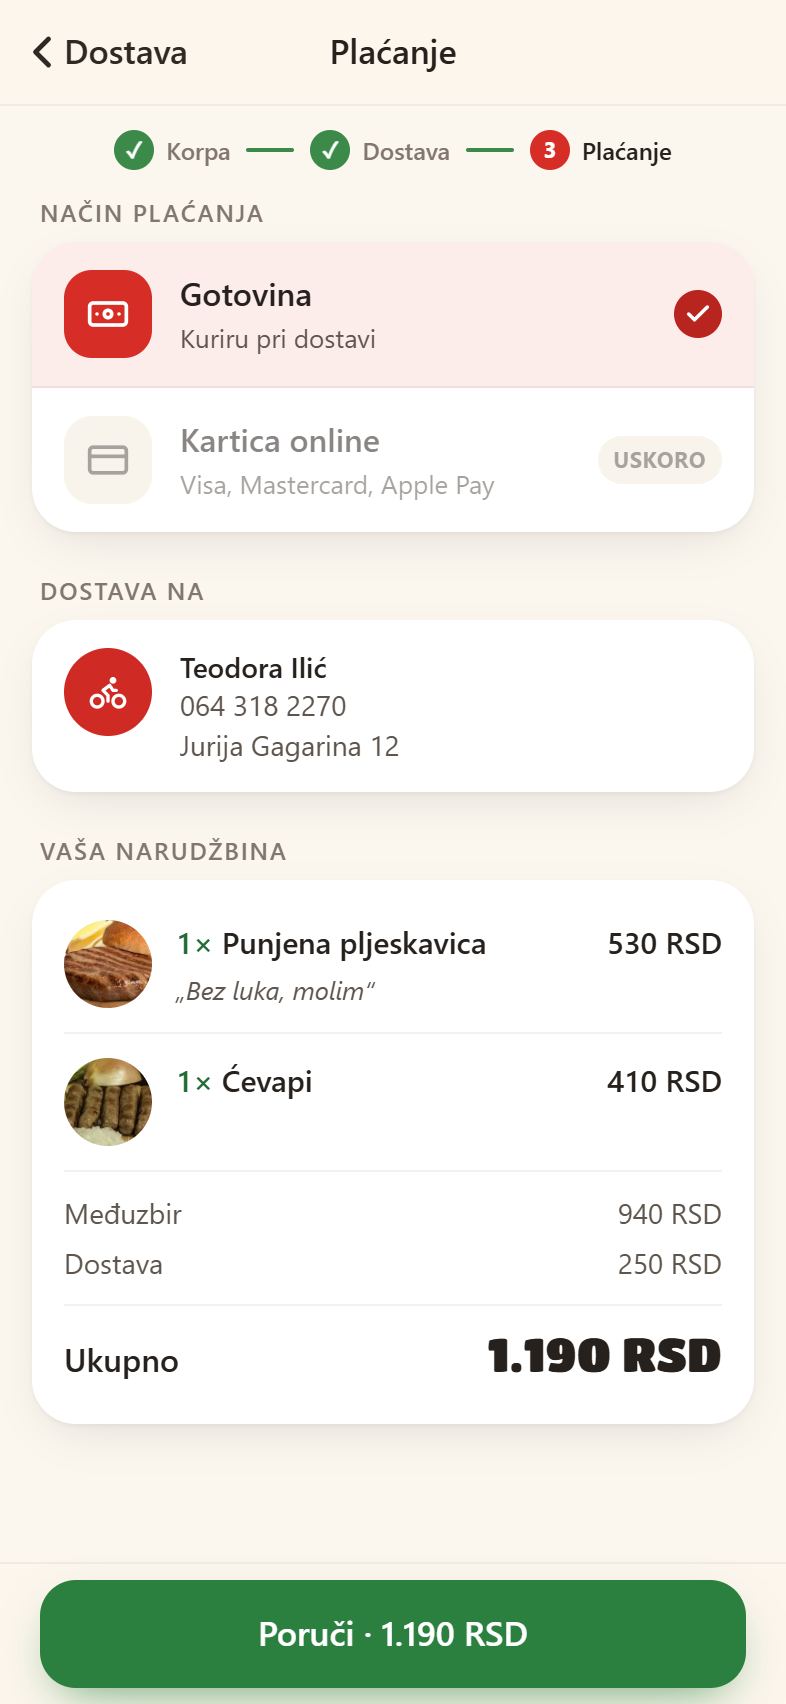 Dostava
Plaćanje
Korpa
Dostava
3 Plaćanje
NAČIN PLAĆANJA
Gotovina
Kuriru pri dostavi
Kartica online
Visa, Mastercard, Apple Pay
USKORO
DOSTAVA NA
Teodora Ilić
064 318 2270
Jurija Gagarina 12
VAŠA NARUDŽBINA
1× Punjena pljeskavica 530 RSD
„Bez luka, molim“
1× Ćevapi 410 RSD
Međuzbir 940 RSD
Dostava 250 RSD
Ukupno 1.190 RSD
Poruči · 1.190 RSD